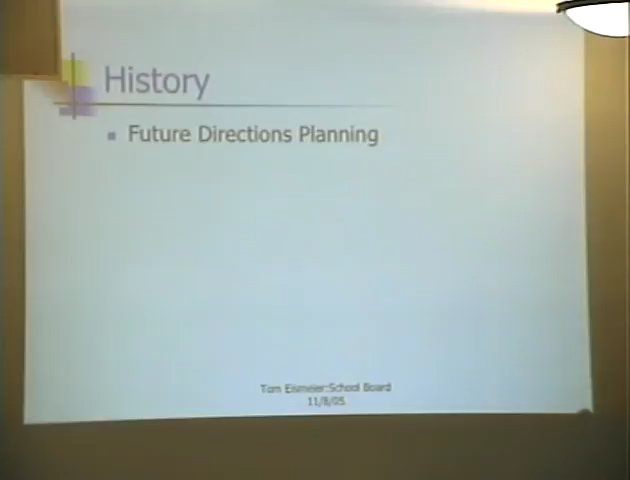 History
Future Directions Planning
Tom Eismeier:School Board
11/8/05